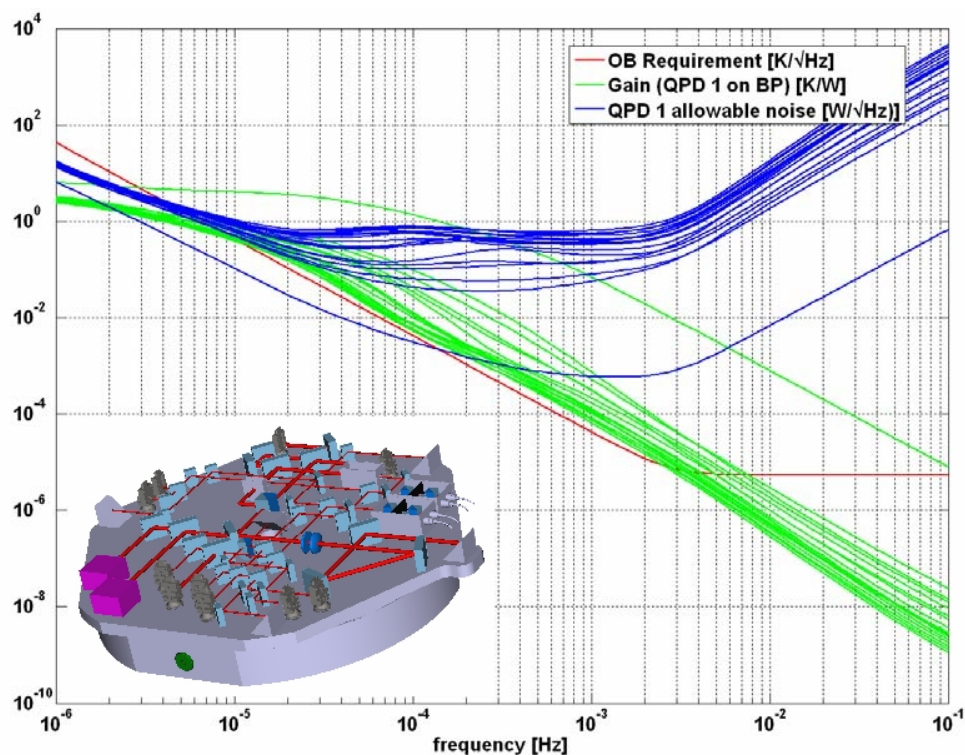 10^4
10^2
10^0
10^-2
10^-4
10^-6
10^-8
10^-10
OB Requirement [K/√Hz]
Gain (QPD 1 on BP) [K/W]
QPD 1 allowable noise [W/√Hz)]
10^-6 10^-5 10^-4 10^-3 10^-2 10^-1
frequency [Hz]